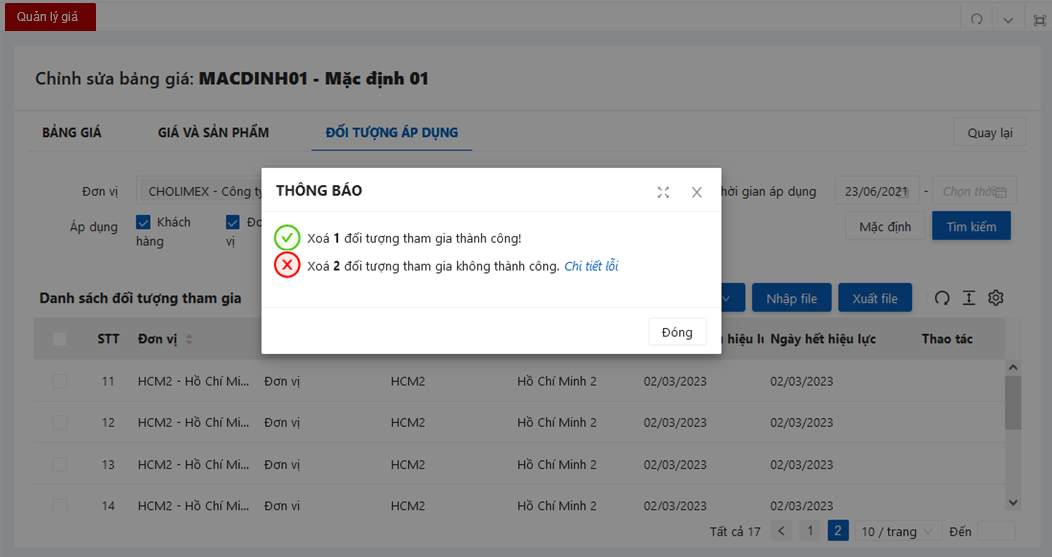 Quản lý giá
Chỉnh sửa bảng giá: MACDINH01 - Mặc định 01
BẢNG GIÁ GIÁ VÀ SẢN PHẨM ĐỐI TƯỢNG ÁP DỤNG Quay lại
Đơn vị CHOLIMEX - Công 23/06/2021 - Chọn
gian áp dụng
Áp dụng Khách hàng vị Mặc định Tìm kiếm
THÔNG BÁO
Xoá 1 đối tượng tham gia thành công!
Xoá 2 đối tượng tham gia không thành công. Chi tiết lỗi
Đóng
Danh sách đối tượng tham gia Nhập file Xuất file
STT Đơn vị hiệu Ngày hết hiệu lực Thao tác
11 HCM2 - Hồ Chí Mi... Đơn vị HCM2 Hồ Chí Minh 2 02/03/2023 02/03/2023
12 HCM2 - Hồ Chí Mi... Đơn vị HCM2 Hồ Chí Minh 2 02/03/2023 02/03/2023
13 HCM2 - Hồ Chí Mi... Đơn vị HCM2 Hồ Chí Minh 2 02/03/2023 02/03/2023
14 HCM2 - Hồ Chí Mi... Đơn vị HCM2 Hồ Chí Minh 2 02/03/2023 02/03/2023
Tất cả 17 < 1 2 10 / trang Đến